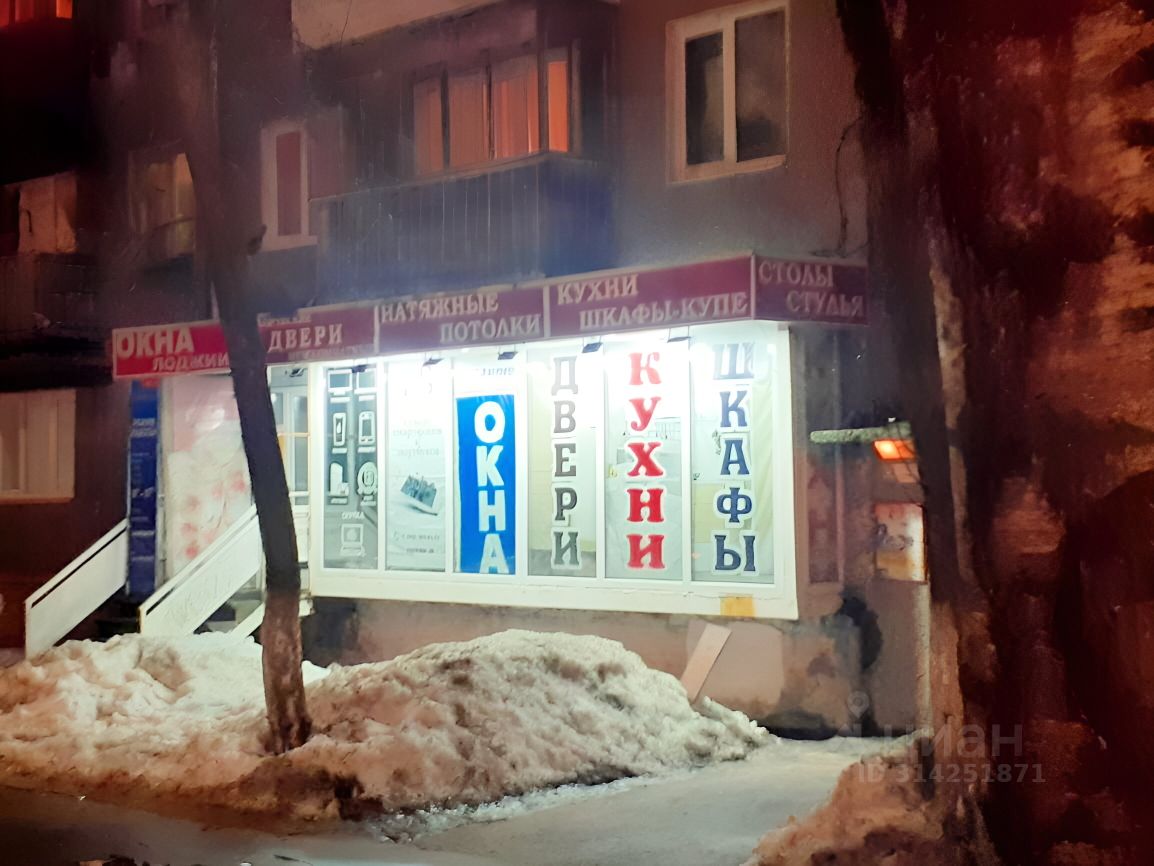 ОКНА
ЛОДЖИИ
ДВЕРИ
НАТЯЖНЫЕ
ПОТОЛКИ
КУХНИ
ШКАФЫ-КУПЕ
СТОЛЫ
СТУЛЬЯ
ОКНА
ДВЕРИ
КУХНИ
ШКАФЫ
циан
ID 314251871